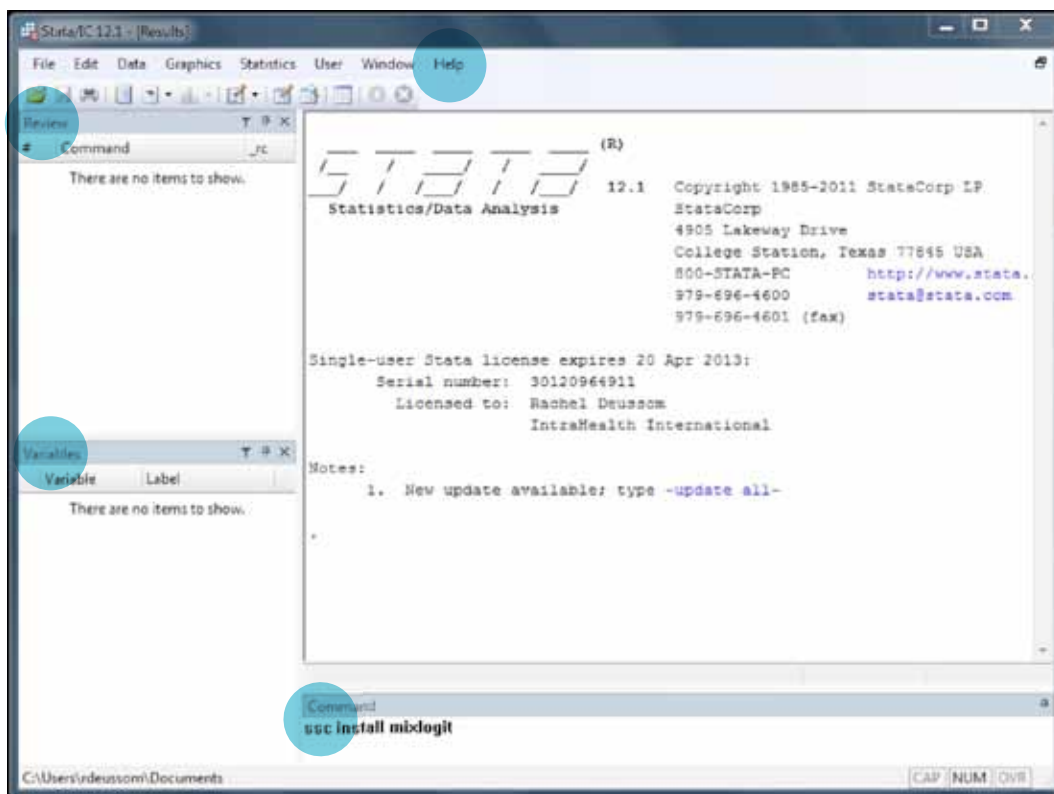 Stata/IC 12.1 - [Results]
File Edit Data Graphics Statistics User Window Help
Review
# Command _rc
There are no items to show.
Variables
Variable Label
There are no items to show.
(R)
12.1 Copyright 1985-2011 StataCorp LP
Statistics/Data Analysis StataCorp
4905 Lakeway Drive
College Station, Texas 77845 USA
800-STATA-PC http://www.stata.
979-696-4600 stata@stata.com
979-696-4601 (fax)
Single-user Stata license expires 20 Apr 2013:
Serial number: 30120964911
Licensed to: Rachel Deussom
IntraHealth International
Notes:
1. New update available; type -update all-
.
Command
ssc install mixlogit
C:\Users\rdeussom\Documents
CAP NUM OVR